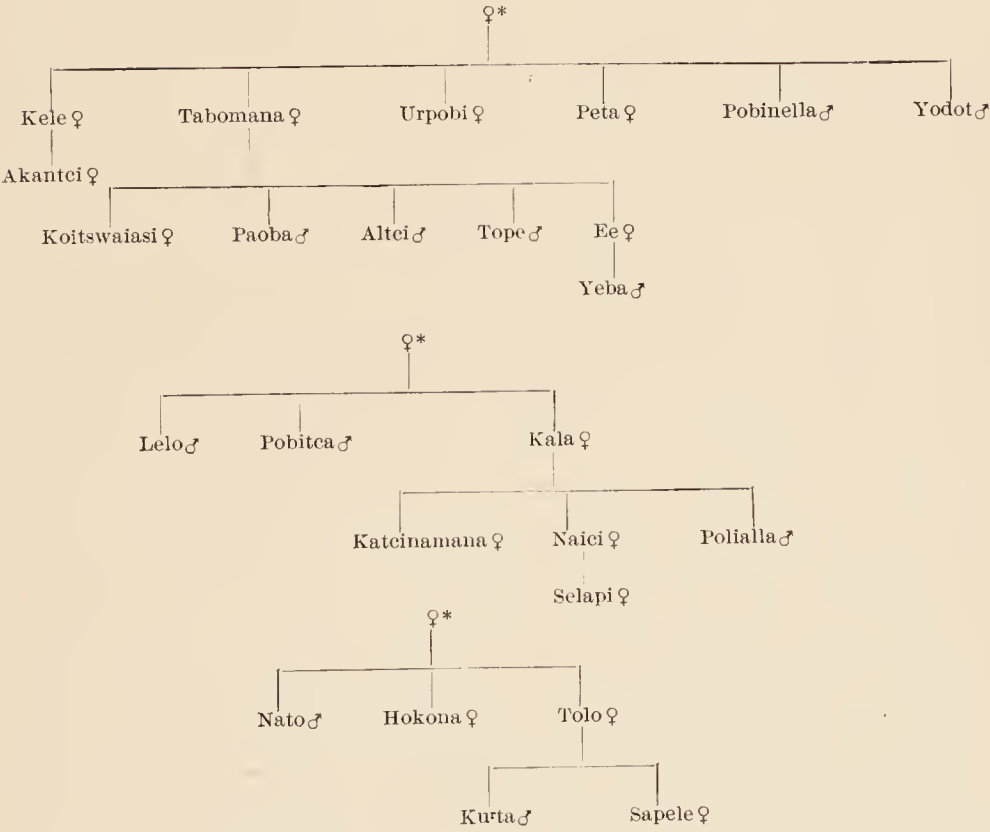 ♀*
Kele♀ Tabomana♀ Urpobi♀ Peta♀ Pobinella♂ Yodot♂
Akantci♀
Koitswaiasi♀ Paoba♂ Altci♂ Tope♂ Ee♀
Yeba♂
♀*
Lelo♂ Pobitca♂ Kala♀
Katcinamana♀ Naici♀ Polialla♂
Selapi♀
♀*
Nato♂ Hokona♀ Tolo♀
Kurta♂ Sapele♀